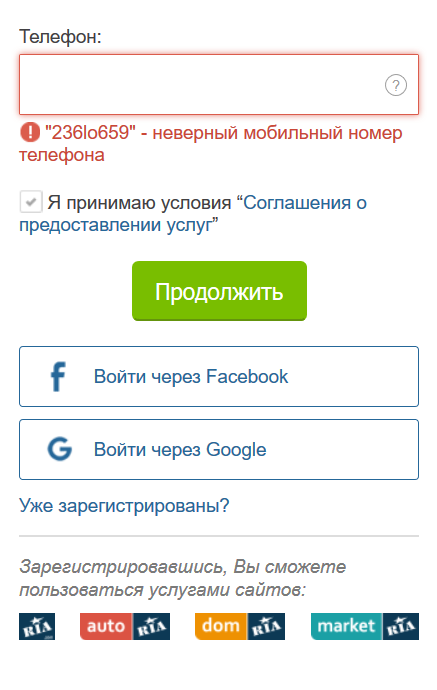 Телефон:
?
"236lo659" - неверный мобильный номер
телефона
Я принимаю условия “Соглашения о
предоставлении услуг”
Продолжить
Войти через Facebook
Войти через Google
Уже зарегистрированы?
Зарегистрировавшись, Вы сможете
пользоваться услугами сайтов:
RIA .com auto RIA dom RIA market RIA